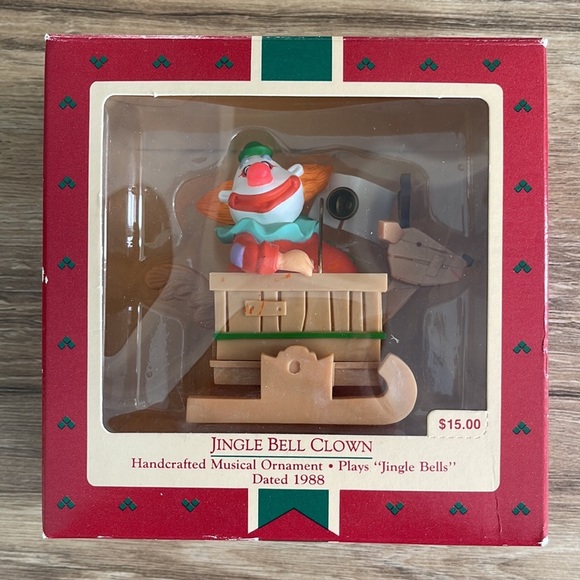 $15.00
JINGLE BELL CLOWN
Handcrafted Musical Ornament • Plays "Jingle Bells"
Dated 1988